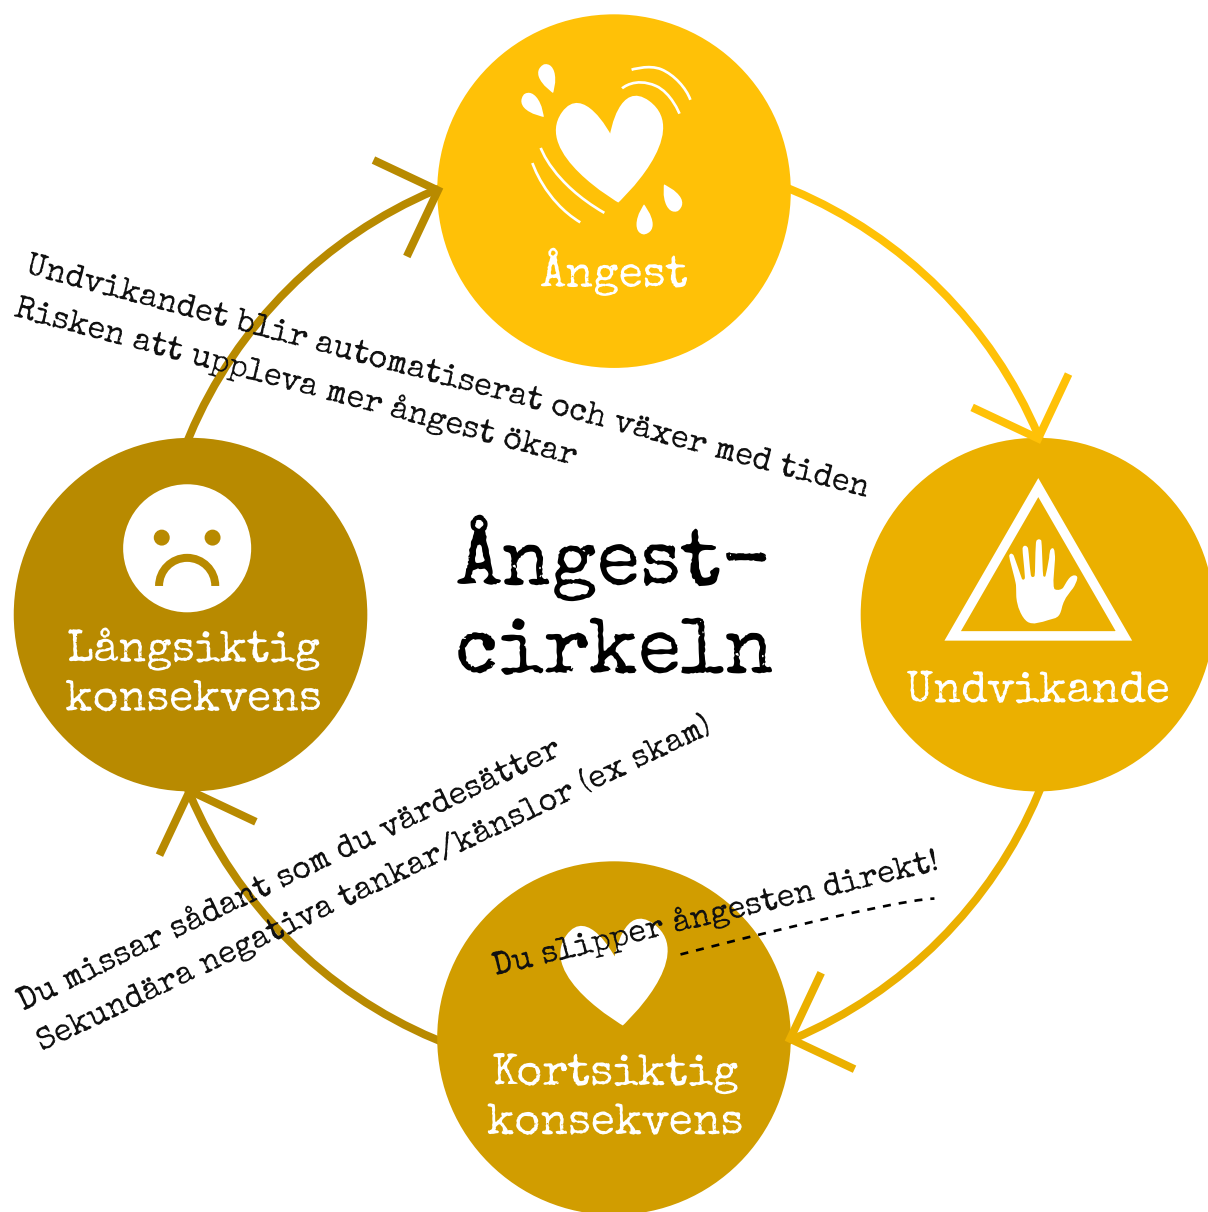 Ångest
Undvikandet blir automatiserat och växer med tiden
Risken att uppleva mer ångest ökar
Ångest-
cirkeln
Långsiktig
konsekvens
Undvikande
Du missar sådant som du värdesätter
Sekundära negativa tankar/känslor (ex skam)
Du slipper ångesten direkt!
Kortsiktig
konsekvens